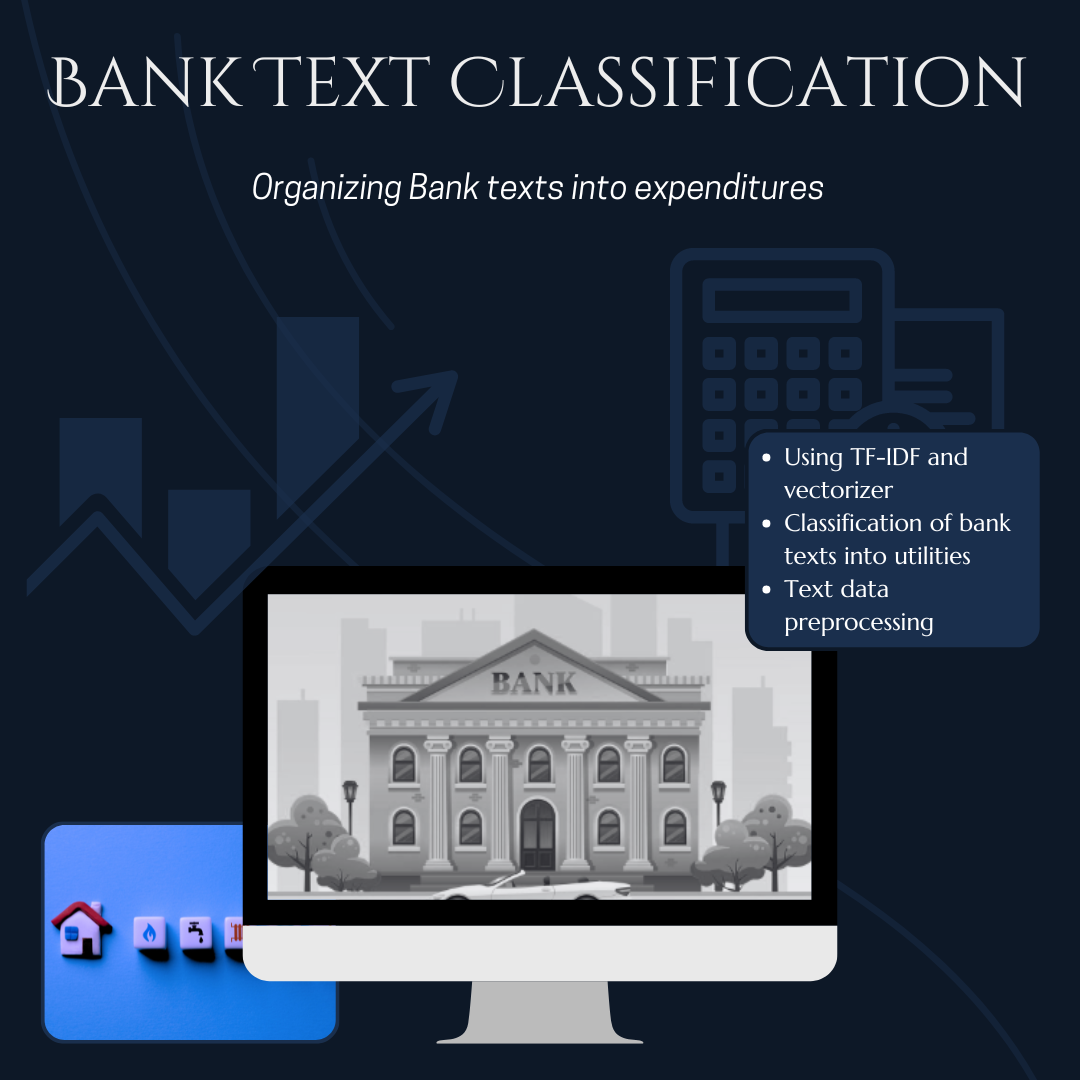 Bank Text Classification
Organizing Bank texts into expenditures
• Using TF-IDF and
vectorizer
• Classification of bank
texts into utilities
• Text data
preprocessing
BANK